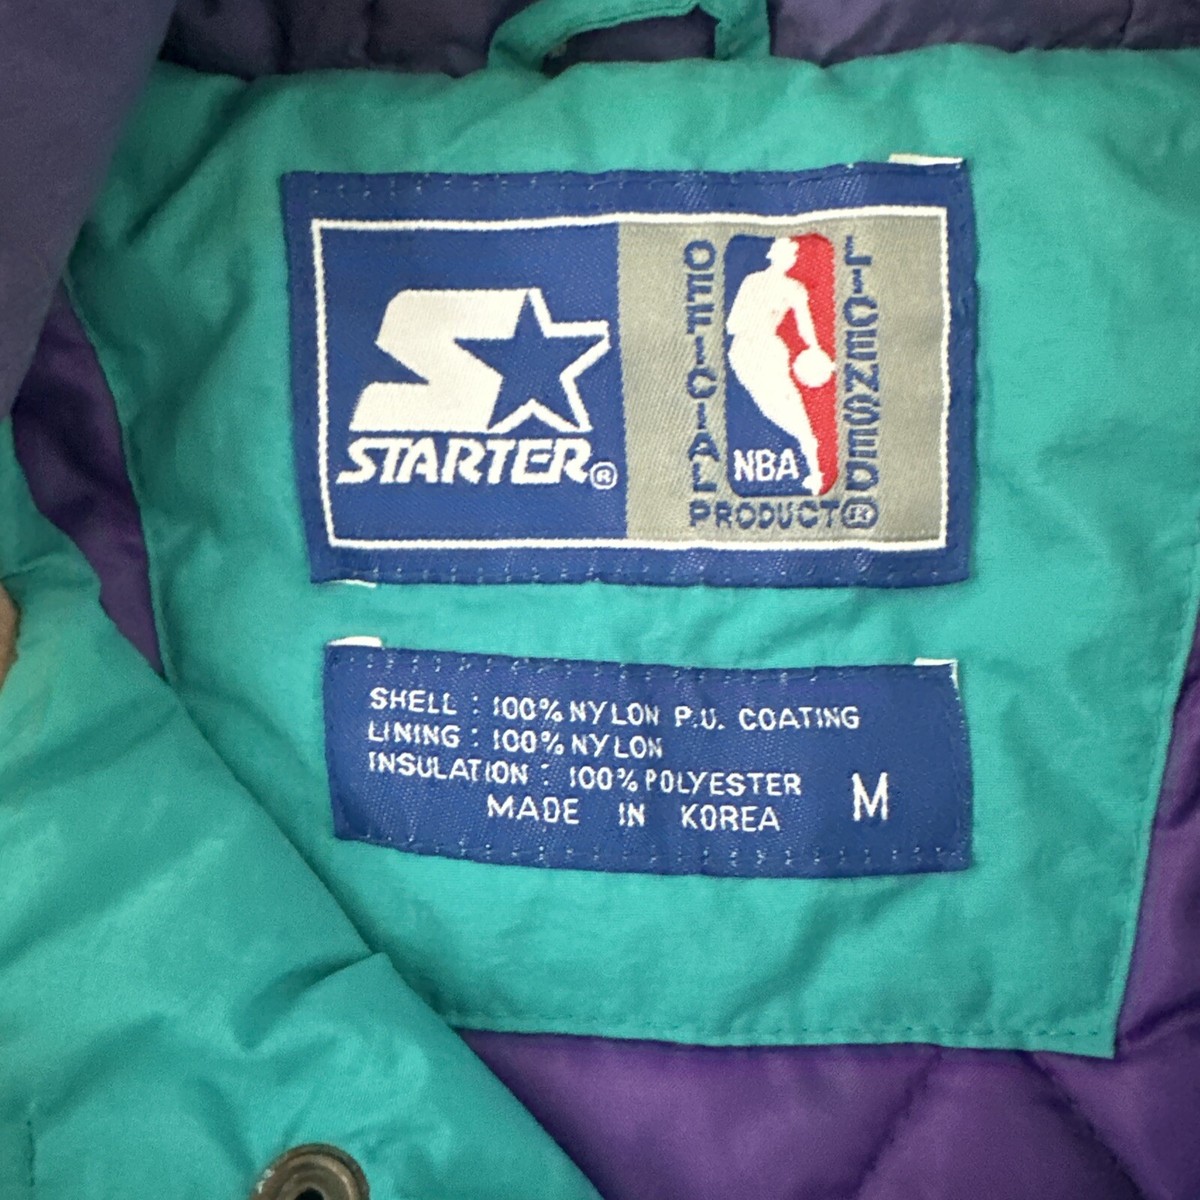 STARTER®
OFFICIAL
LICENSED
NBA
PRODUCT®
SHELL : 100% NYLON P.U. COATING
LINING : 100% NYLON
INSULATION : 100% POLYESTER
MADE IN KOREA
M